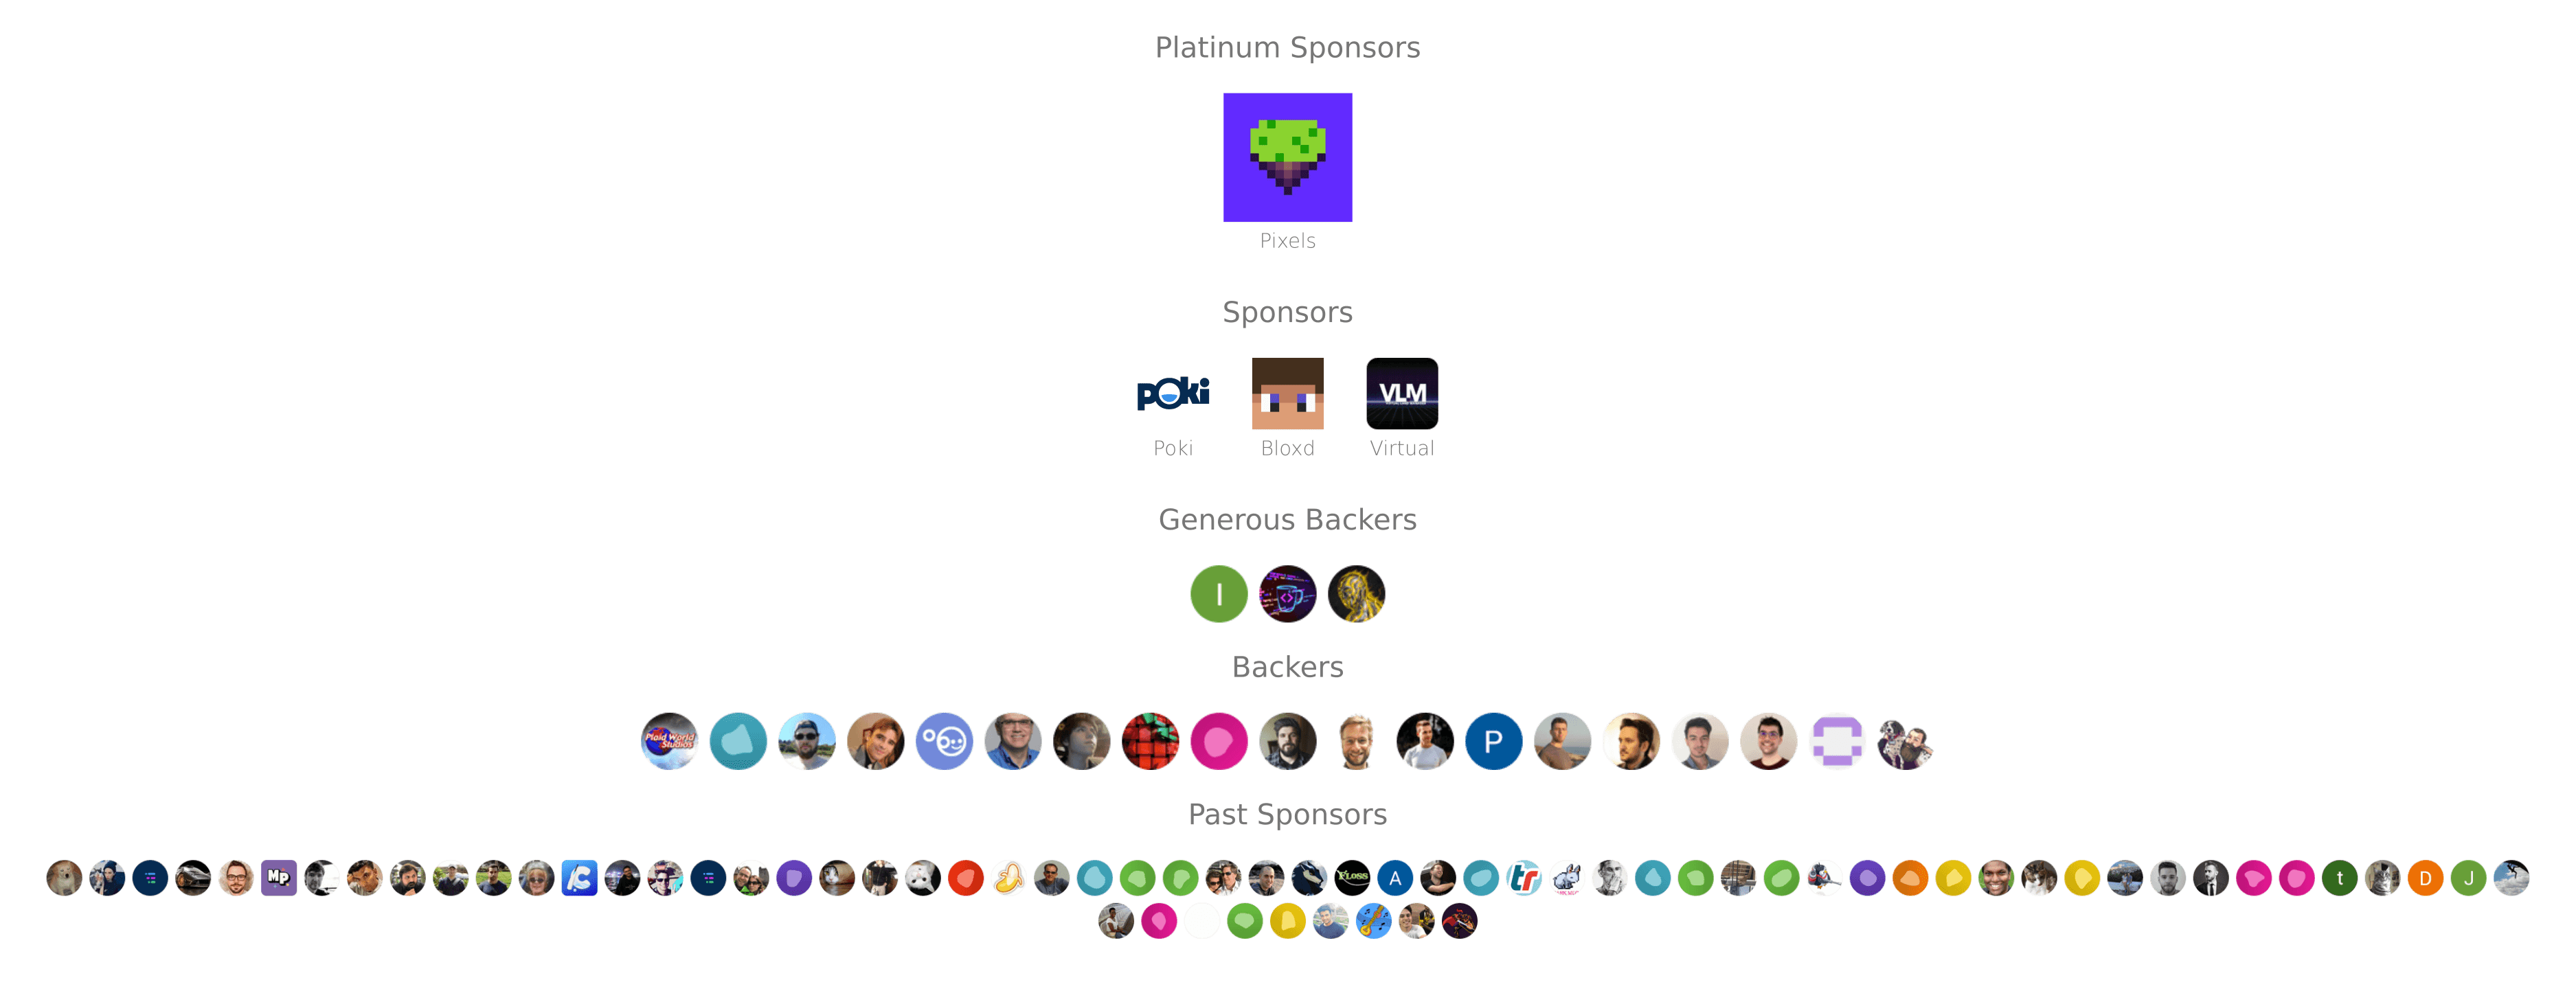 Platinum Sponsors
Pixels
Sponsors
poki
VLM
Poki Bloxd Virtual
Generous Backers
I
<>
Backers
Plaid World Studios
P
Past Sponsors
MP
C
FLOSS
A
tr
t
D
J